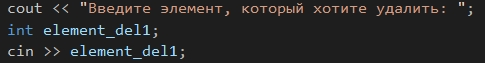 cout << "Введите элемент, который хотите удалить: ";
int element_del1;
cin >> element_del1;